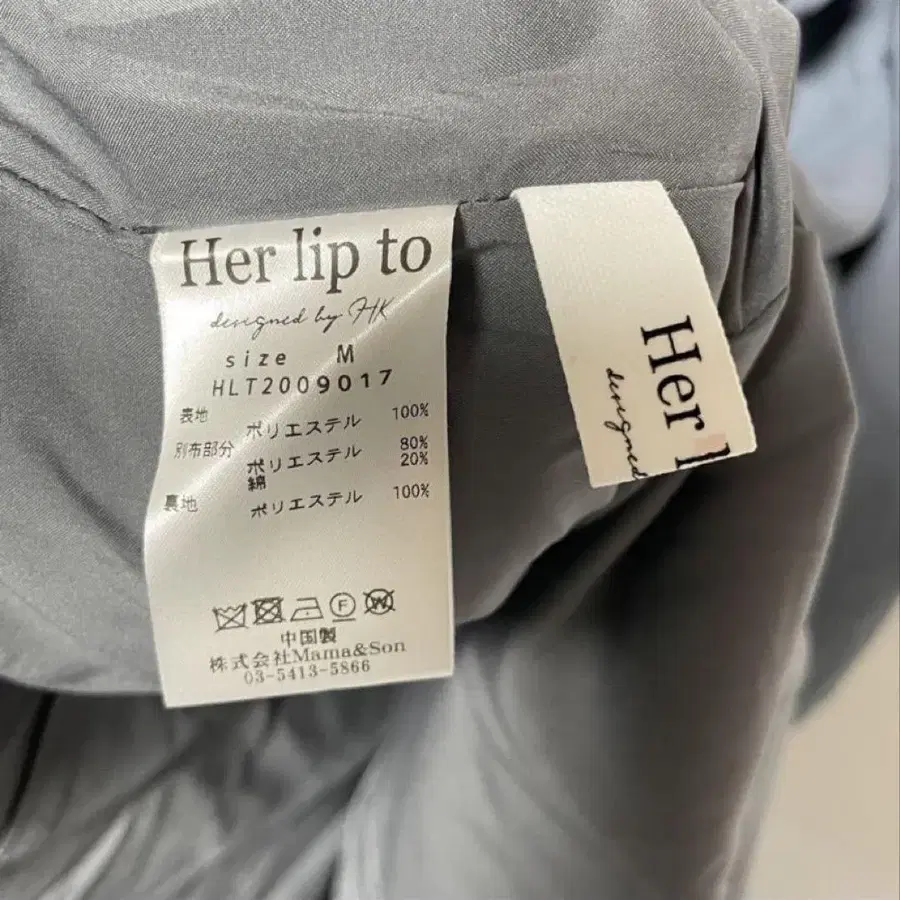 Her lip to
designed by HK
size M
HLT2009017
表地 ポリエステル 100%
別布部分 ポリエステル 80%
綿 20%
裏地 ポリエステル 100%
F W
中国製
株式会社Mama&Son
03-5413-5866
Her l
designed